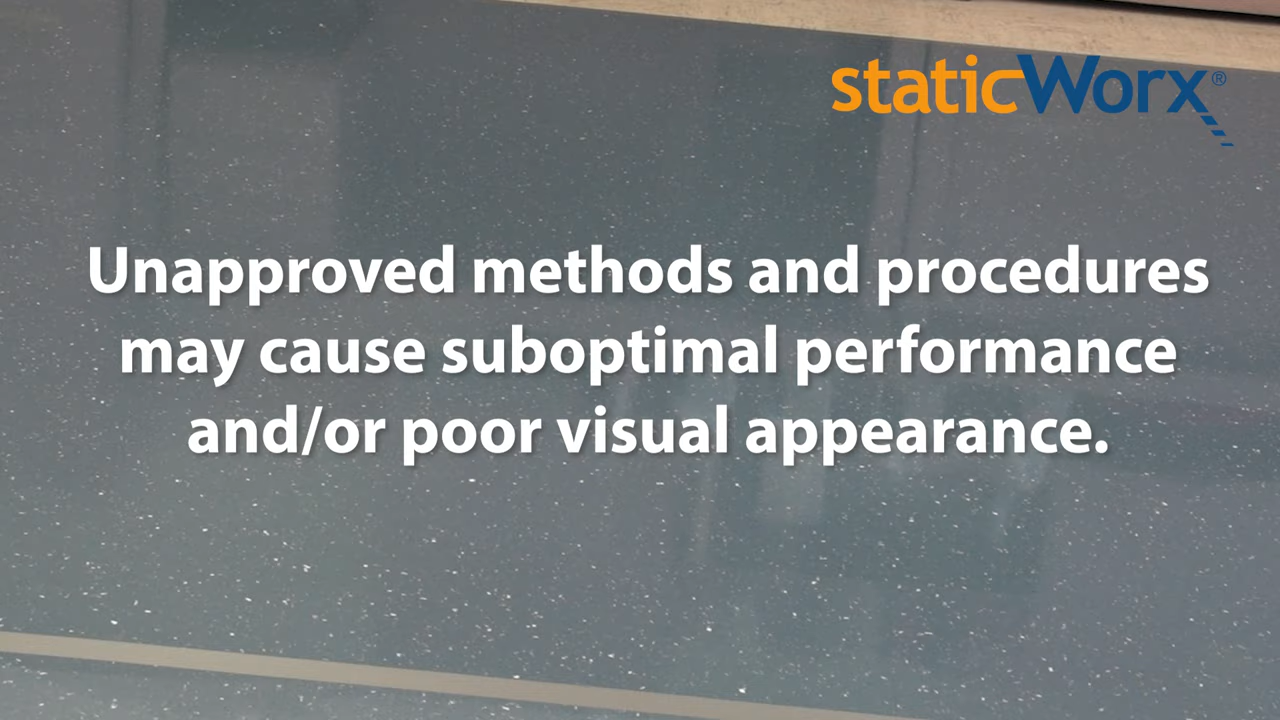 staticWorx®
Unapproved methods and procedures
may cause suboptimal performance
and/or poor visual appearance.